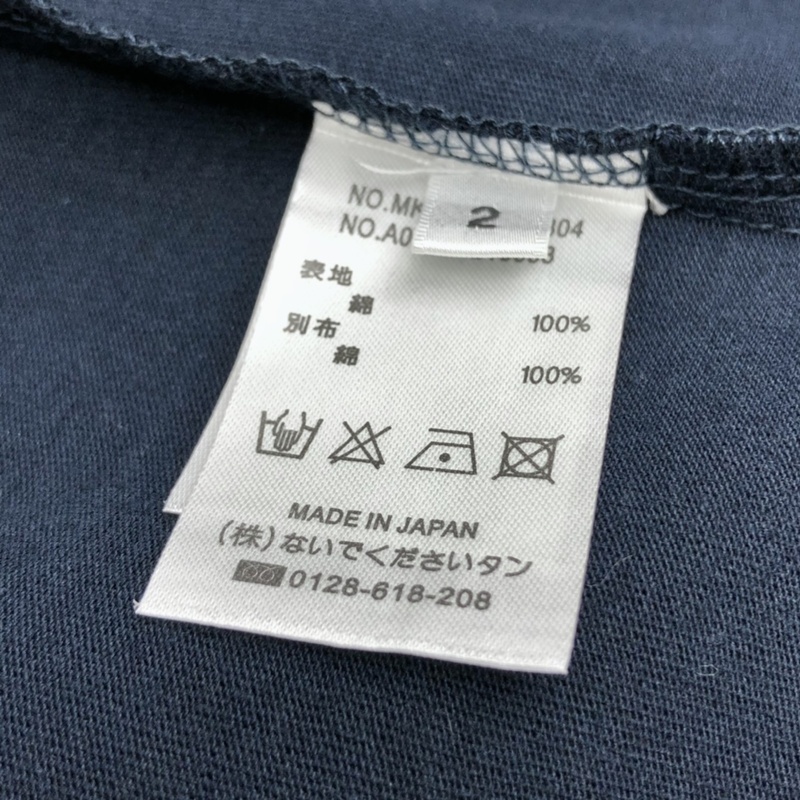 2
NO.MK 304
NO.A0
表地
綿 100%
別布
綿 100%
MADE IN JAPAN
(株)ないでくださいタン
0128-618-208